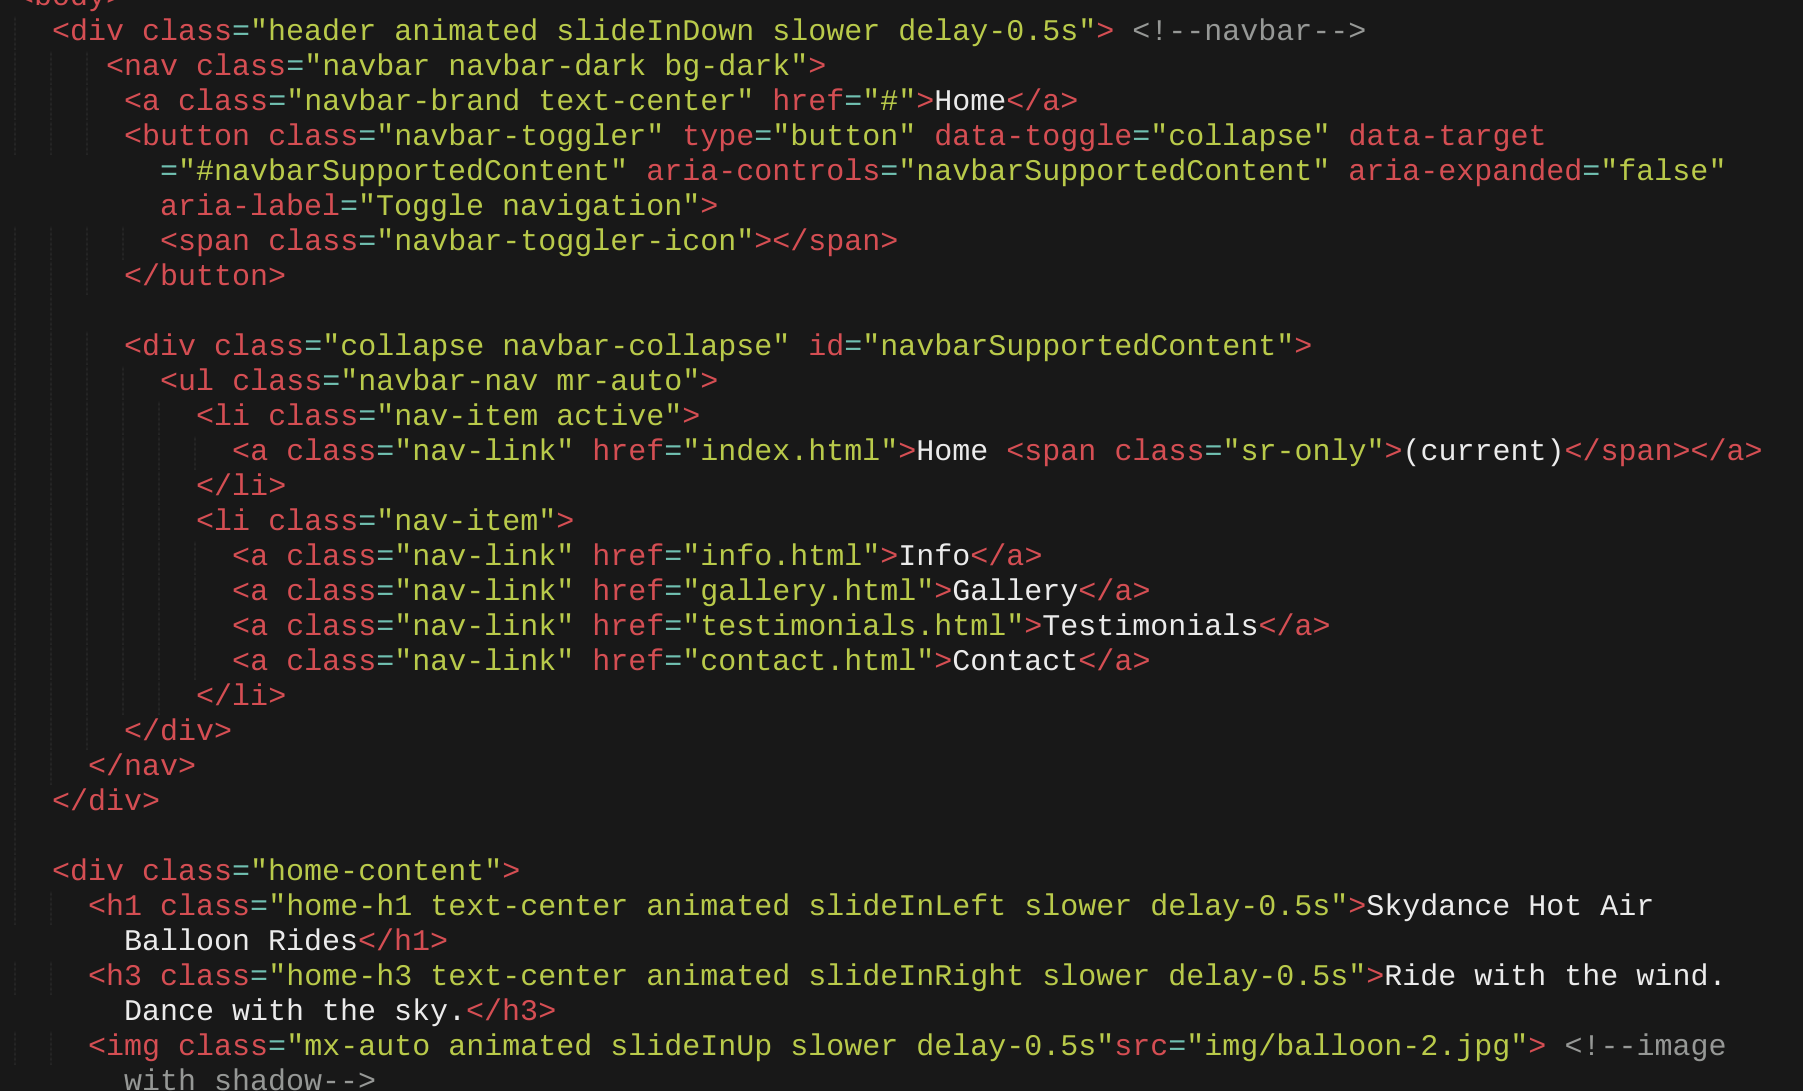 <body>
<div class="header animated slideInDown slower delay-0.5s"> <!--navbar-->
<nav class="navbar navbar-dark bg-dark">
<a class="navbar-brand text-center" href="#">Home</a>
<button class="navbar-toggler" type="button" data-toggle="collapse" data-target
="#navbarSupportedContent" aria-controls="navbarSupportedContent" aria-expanded="false"
aria-label="Toggle navigation">
<span class="navbar-toggler-icon"></span>
</button>
<div class="collapse navbar-collapse" id="navbarSupportedContent">
<ul class="navbar-nav mr-auto">
<li class="nav-item active">
<a class="nav-link" href="index.html">Home <span class="sr-only">(current)</span></a>
</li>
<li class="nav-item">
<a class="nav-link" href="info.html">Info</a>
<a class="nav-link" href="gallery.html">Gallery</a>
<a class="nav-link" href="testimonials.html">Testimonials</a>
<a class="nav-link" href="contact.html">Contact</a>
</li>
</div>
</nav>
</div>
<div class="home-content">
<h1 class="home-h1 text-center animated slideInLeft slower delay-0.5s">Skydance Hot Air
Balloon Rides</h1>
<h3 class="home-h3 text-center animated slideInRight slower delay-0.5s">Ride with the wind.
Dance with the sky.</h3>
<img class="mx-auto animated slideInUp slower delay-0.5s"src="img/balloon-2.jpg"> <!--image
with shadow-->